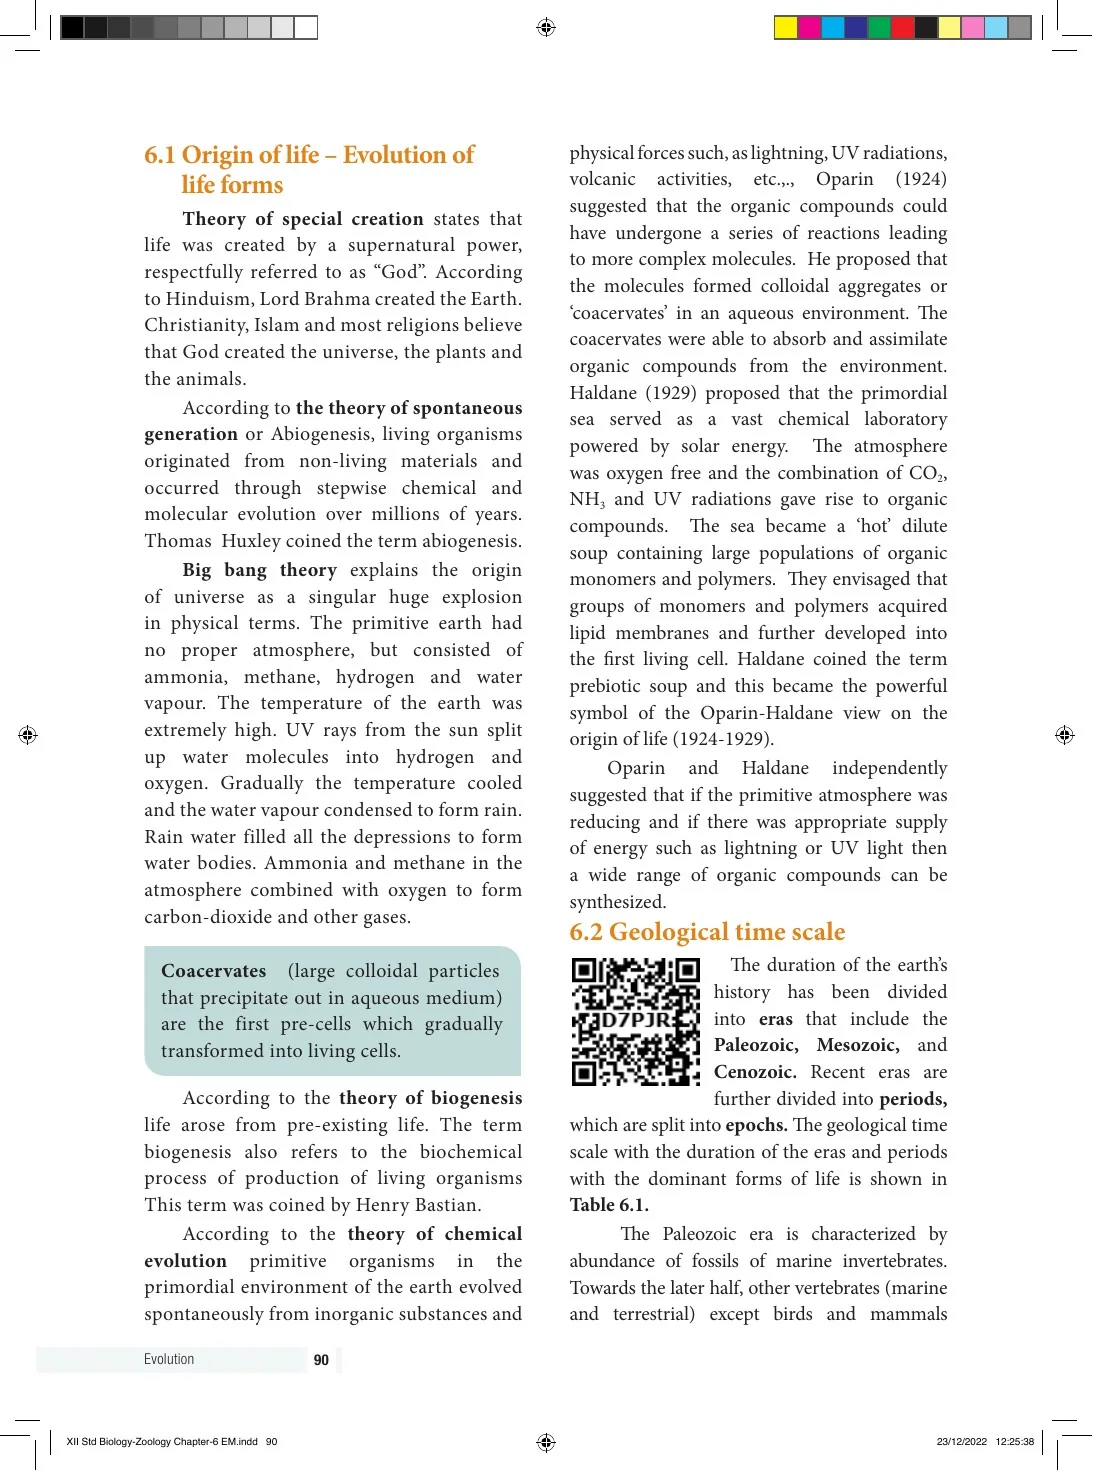 6.1 Origin of life – Evolution of
life forms
Theory of special creation states that
life was created by a supernatural power,
respectfully referred to as “God”. According
to Hinduism, Lord Brahma created the Earth.
Christianity, Islam and most religions believe
that God created the universe, the plants and
the animals.
According to the theory of spontaneous
generation or Abiogenesis, living organisms
originated from non-living materials and
occurred through stepwise chemical and
molecular evolution over millions of years.
Thomas Huxley coined the term abiogenesis.
Big bang theory explains the origin
of universe as a singular huge explosion
in physical terms. The primitive earth had
no proper atmosphere, but consisted of
ammonia, methane, hydrogen and water
vapour. The temperature of the earth was
extremely high. UV rays from the sun split
up water molecules into hydrogen and
oxygen. Gradually the temperature cooled
and the water vapour condensed to form rain.
Rain water filled all the depressions to form
water bodies. Ammonia and methane in the
atmosphere combined with oxygen to form
carbon-dioxide and other gases.
Coacervates (large colloidal particles
that precipitate out in aqueous medium)
are the first pre-cells which gradually
transformed into living cells.
According to the theory of biogenesis
life arose from pre-existing life. The term
biogenesis also refers to the biochemical
process of production of living organisms
This term was coined by Henry Bastian.
According to the theory of chemical
evolution primitive organisms in the
primordial environment of the earth evolved
spontaneously from inorganic substances and
physical forces such, as lightning, UV radiations,
volcanic activities, etc.,., Oparin (1924)
suggested that the organic compounds could
have undergone a series of reactions leading
to more complex molecules. He proposed that
the molecules formed colloidal aggregates or
‘coacervates’ in an aqueous environment. The
coacervates were able to absorb and assimilate
organic compounds from the environment.
Haldane (1929) proposed that the primordial
sea served as a vast chemical laboratory
powered by solar energy. The atmosphere
was oxygen free and the combination of CO₂,
NH₃ and UV radiations gave rise to organic
compounds. The sea became a ‘hot’ dilute
soup containing large populations of organic
monomers and polymers. They envisaged that
groups of monomers and polymers acquired
lipid membranes and further developed into
the first living cell. Haldane coined the term
prebiotic soup and this became the powerful
symbol of the Oparin-Haldane view on the
origin of life (1924-1929).
Oparin and Haldane independently
suggested that if the primitive atmosphere was
reducing and if there was appropriate supply
of energy such as lightning or UV light then
a wide range of organic compounds can be
synthesized.
6.2 Geological time scale
JD7PJR
The duration of the earth’s
history has been divided
into eras that include the
Paleozoic, Mesozoic, and
Cenozoic. Recent eras are
further divided into periods,
which are split into epochs. The geological time
scale with the duration of the eras and periods
with the dominant forms of life is shown in
Table 6.1.
The Paleozoic era is characterized by
abundance of fossils of marine invertebrates.
Towards the later half, other vertebrates (marine
and terrestrial) except birds and mammals
Evolution 90
XII Std Biology-Zoology Chapter-6 EM.indd 90
23/12/2022 12:25:38